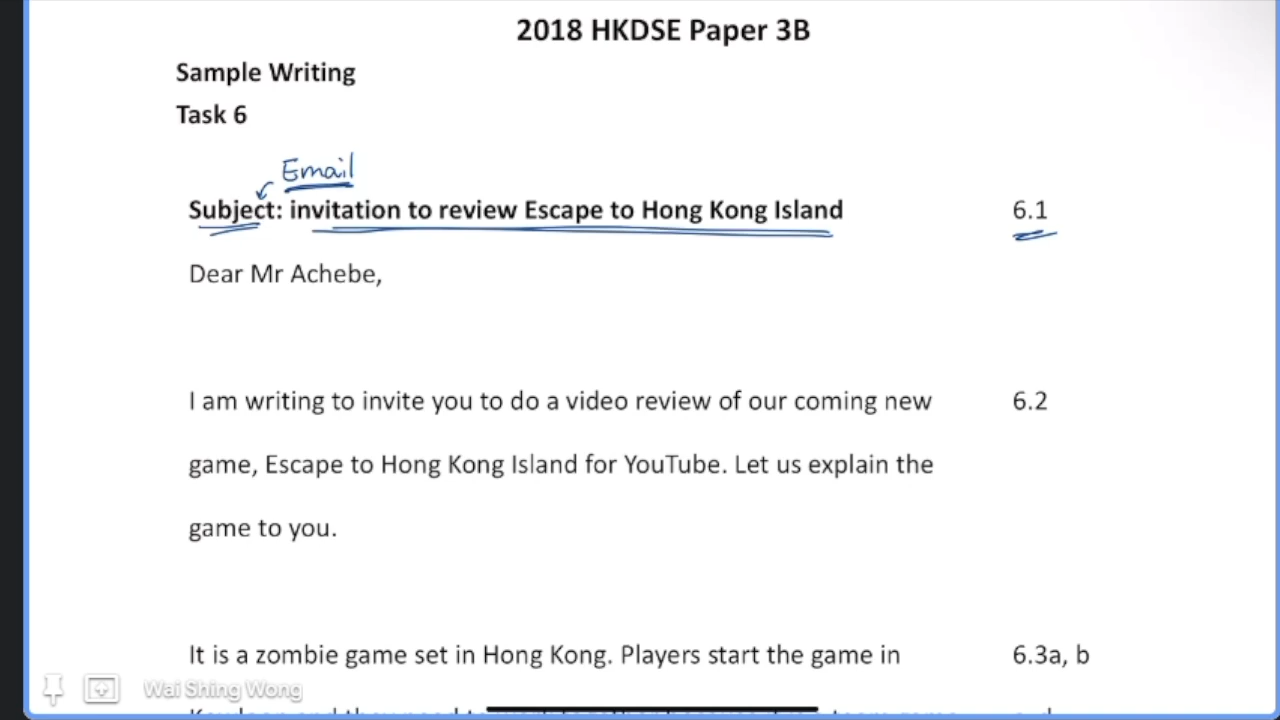 2018 HKDSE Paper 3B
Sample Writing
Task 6
Email
Subject: invitation to review Escape to Hong Kong Island 6.1
Dear Mr Achebe,
I am writing to invite you to do a video review of our coming new 6.2
game, Escape to Hong Kong Island for YouTube. Let us explain the
game to you.
It is a zombie game set in Hong Kong. Players start the game in 6.3a, b
Wai Shing Wong